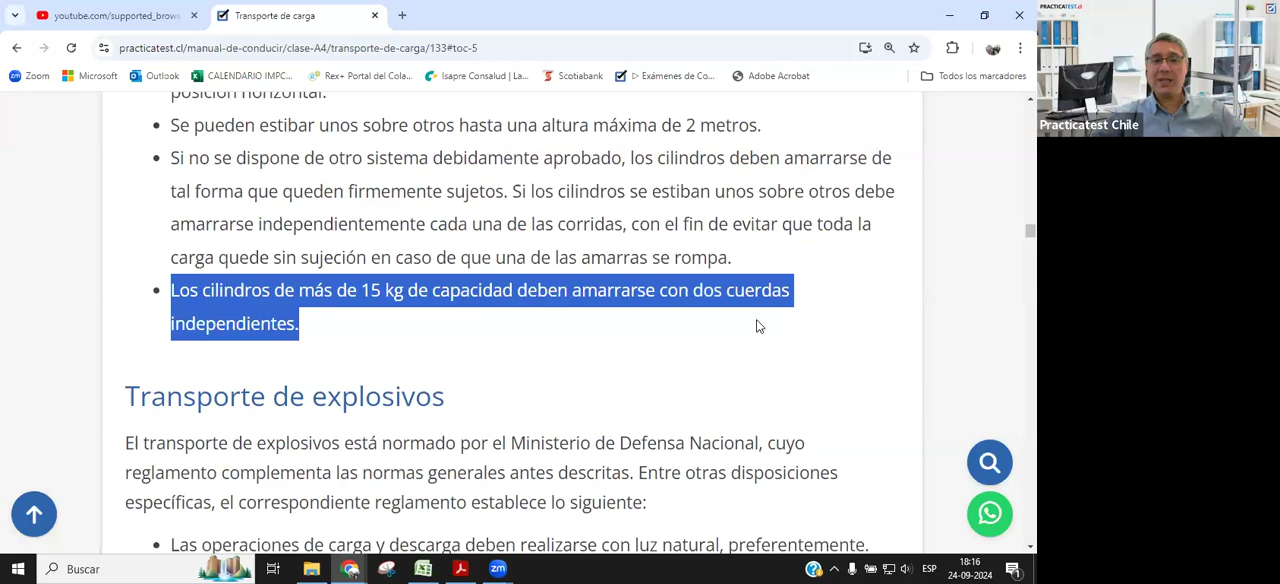 youtube.com/supported_brows
Transporte de carga
practicatest.cl/manual-de-conducir/clase-A4/transporte-de-carga/133#toc-5
Zoom
Microsoft
Outlook
CALENDARIO IMPC...
Rex+ Portal del Cola...
Isapre Consalud | La...
Scotiabank
▷ Exámenes de Co...
Adobe Acrobat
Todos los marcadores
posición horizontal.
Se pueden estibar unos sobre otros hasta una altura máxima de 2 metros.
Si no se dispone de otro sistema debidamente aprobado, los cilindros deben amarrarse de
tal forma que queden firmemente sujetos. Si los cilindros se estiban unos sobre otros debe
amarrarse independientemente cada una de las corridas, con el fin de evitar que toda la
carga quede sin sujeción en caso de que una de las amarras se rompa.
Los cilindros de más de 15 kg de capacidad deben amarrarse con dos cuerdas
independientes.
Transporte de explosivos
El transporte de explosivos está normado por el Ministerio de Defensa Nacional, cuyo
reglamento complementa las normas generales antes descritas. Entre otras disposiciones
específicas, el correspondiente reglamento establece lo siguiente:
Las operaciones de carga y descarga deben realizarse con luz natural, preferentemente.
PRACTICATEST.cl
Practicatest Chile
Buscar
ESP
18:16
24-09-2024